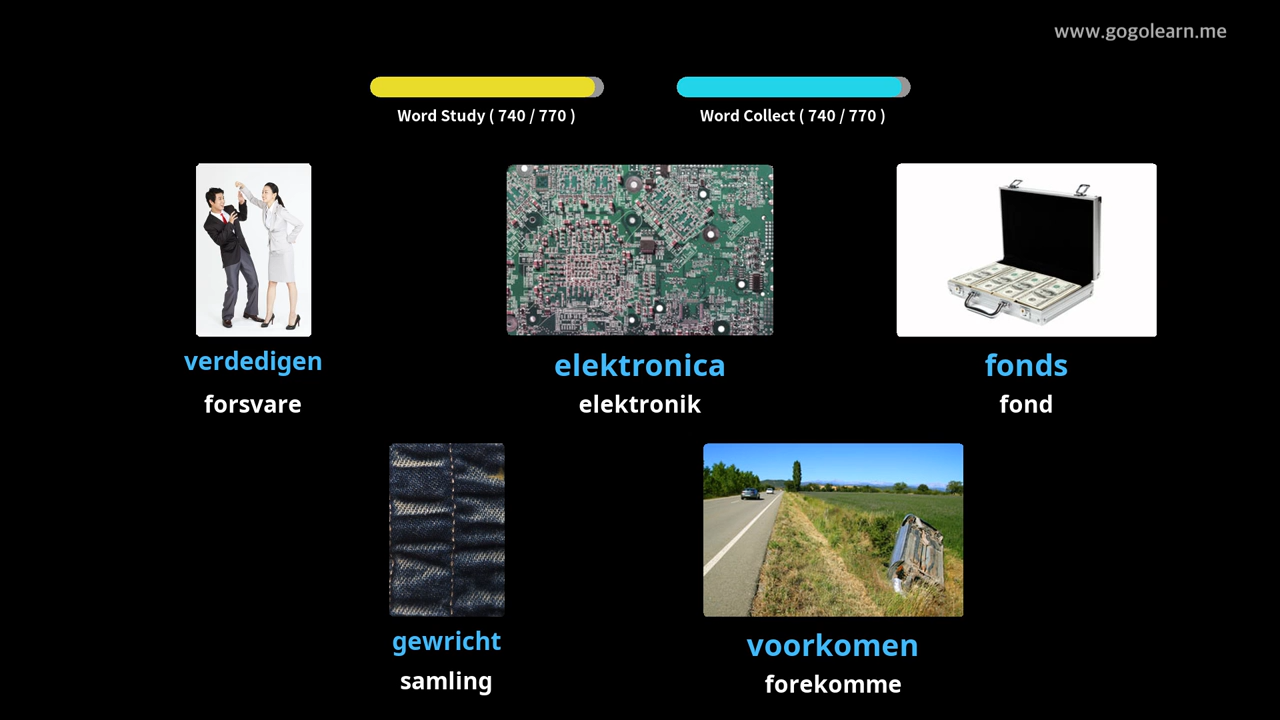 www.gogolearn.me
Word Study ( 740 / 770 )
Word Collect ( 740 / 770 )
verdedigen
forsvare
elektronica
elektronik
fonds
fond
gewricht
samling
voorkomen
forekomme